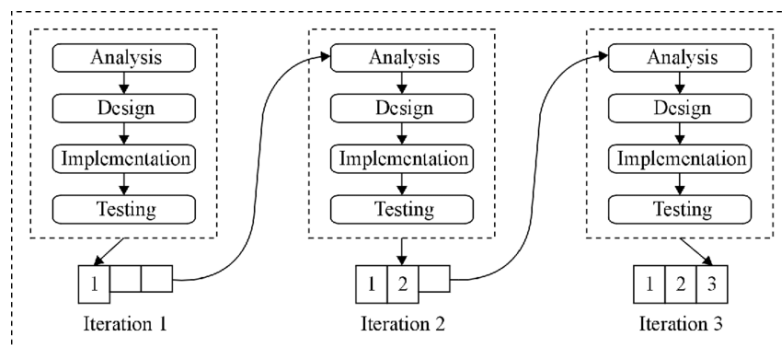 Analysis
Design
Implementation
Testing
1
Iteration 1
Analysis
Design
Implementation
Testing
1 2
Iteration 2
Analysis
Design
Implementation
Testing
1 2 3
Iteration 3